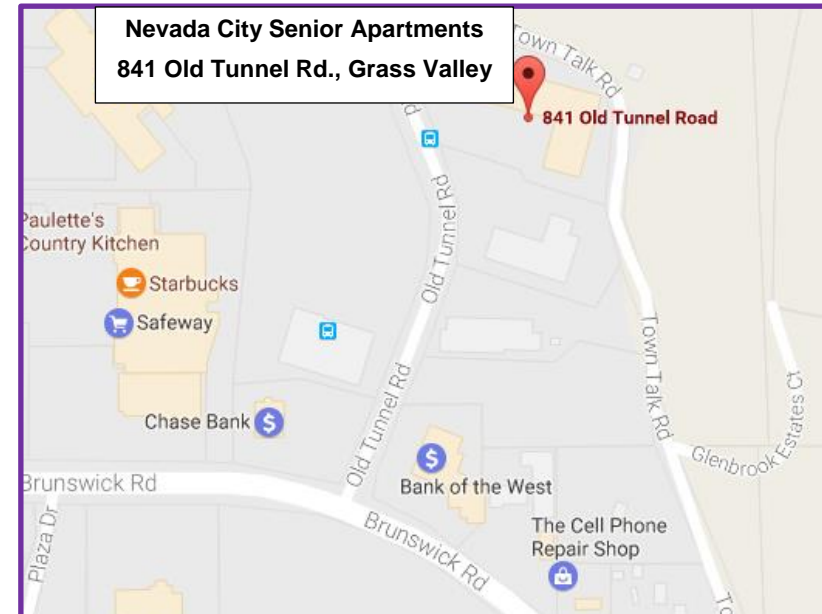 Nevada City Senior Apartments
841 Old Tunnel Rd., Grass Valley
Town Talk Rd
841 Old Tunnel Road
Paulette's
Country Kitchen
Old Tunnel Rd
Starbucks
Safeway
Town Talk Rd
Old Tunnel Rd
Chase Bank
Glenbrook Estates Ct
Brunswick Rd
Bank of the West
Plaza Dr
Brunswick Rd
The Cell Phone
Repair Shop